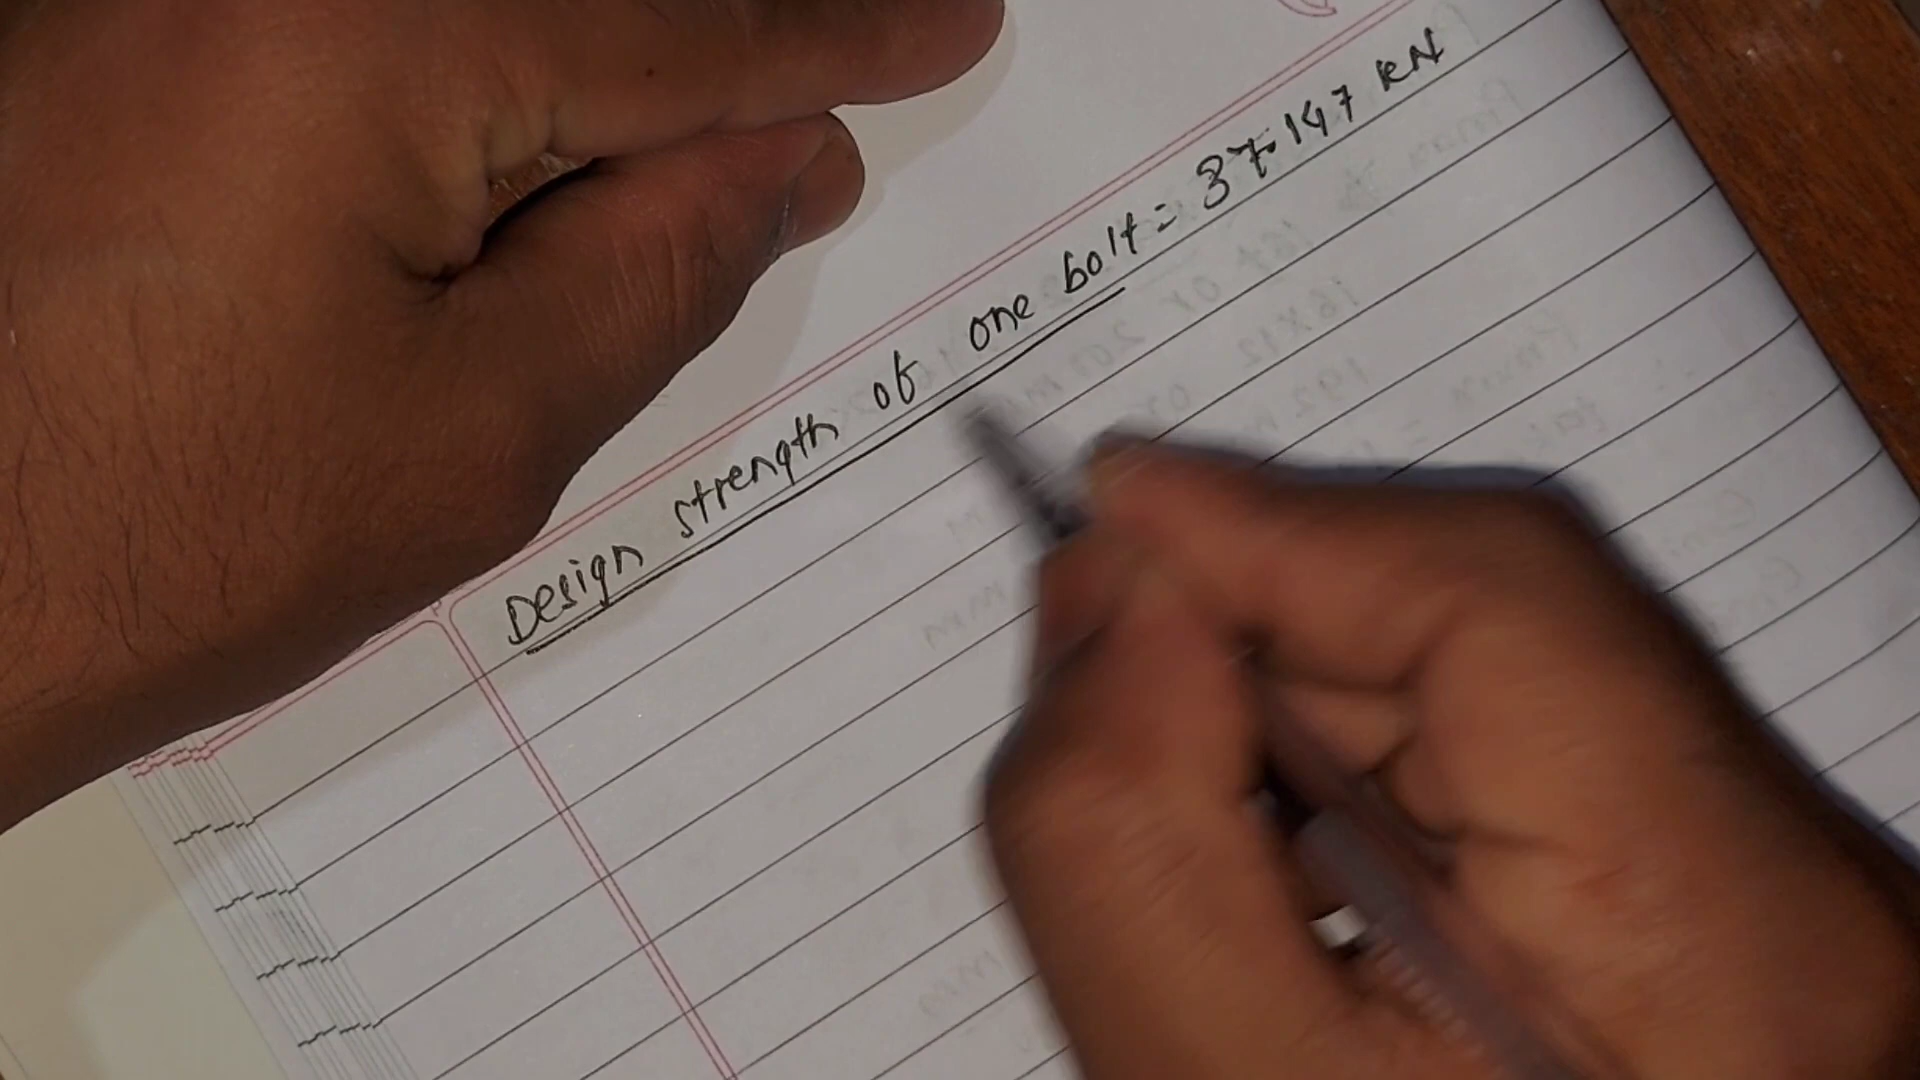 Design strength of one bolt = 37.147 KN